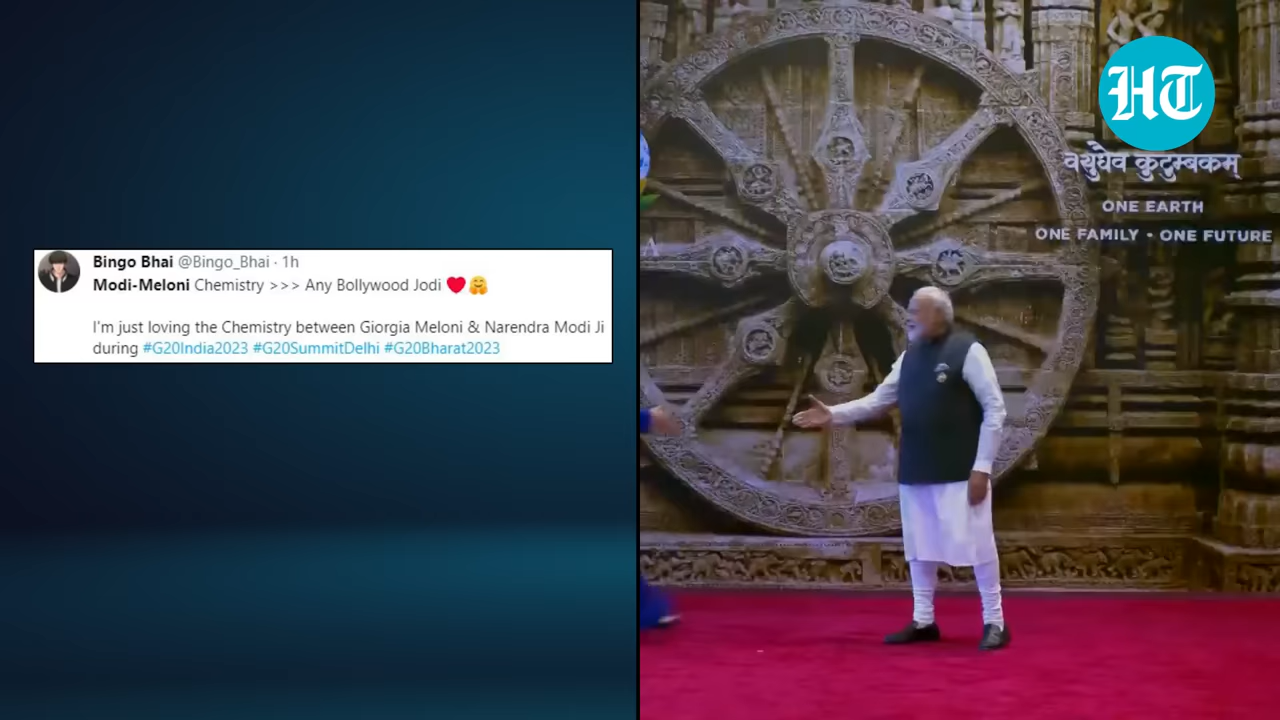 Bingo Bhai @Bingo_Bhai · 1h
Modi-Meloni Chemistry >>> Any Bollywood Jodi ❤️🤗
I'm just loving the Chemistry between Giorgia Meloni & Narendra Modi Ji
during #G20India2023 #G20SummitDelhi #G20Bharat2023
HT
वसुधैव कुटुम्बकम्
ONE EARTH
ONE FAMILY • ONE FUTURE